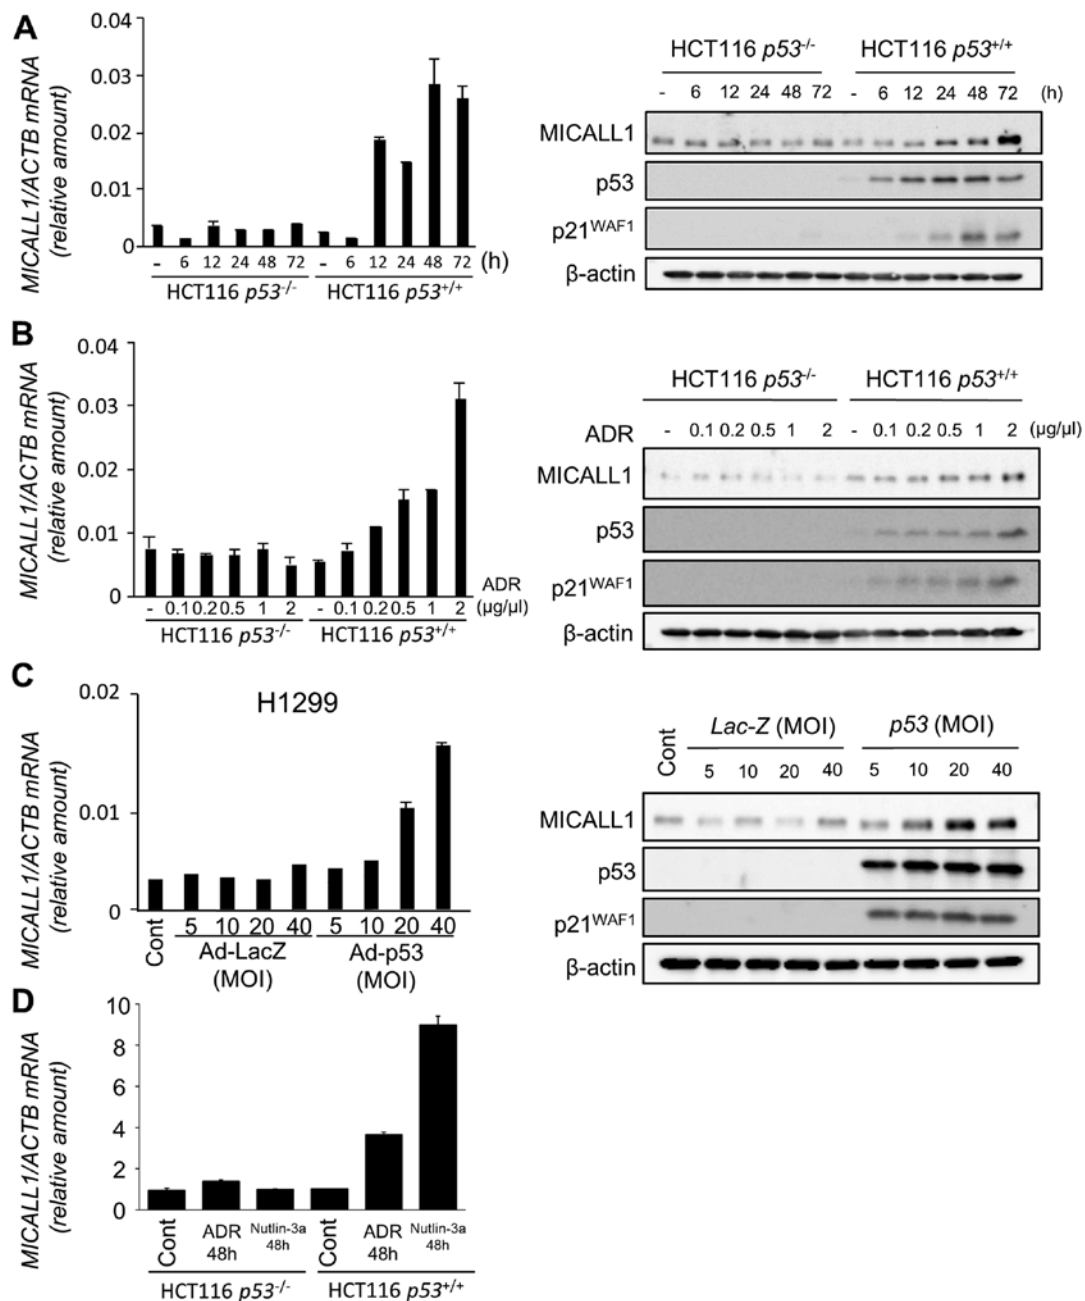 A
MICALL1/ACTB mRNA
(relative amount)
0.04
0.03
0.02
0.01
0
- 6 12 24 48 72 - 6 12 24 48 72 (h)
HCT116 p53-/- HCT116 p53+/+
HCT116 p53-/- HCT116 p53+/+
- 6 12 24 48 72 - 6 12 24 48 72 (h)
MICALL1
p53
p21WAF1
β-actin
B
MICALL1/ACTB mRNA
(relative amount)
0.04
0.03
0.02
0.01
0
- 0.1 0.2 0.5 1 2 - 0.1 0.2 0.5 1 2 ADR (µg/µl)
HCT116 p53-/- HCT116 p53+/+
HCT116 p53-/- HCT116 p53+/+
ADR - 0.1 0.2 0.5 1 2 - 0.1 0.2 0.5 1 2 (µg/µl)
MICALL1
p53
p21WAF1
β-actin
C
MICALL1/ACTB mRNA
(relative amount)
H1299
0.02
0.01
0
Cont 5 10 20 40 5 10 20 40
Ad-LacZ Ad-p53
(MOI) (MOI)
Cont Lac-Z (MOI) p53 (MOI)
5 10 20 40 5 10 20 40
MICALL1
p53
p21WAF1
β-actin
D
MICALL1/ACTB mRNA
(relative amount)
10
8
6
4
2
0
Cont ADR 48h Nutlin-3a 48h Cont ADR 48h Nutlin-3a 48h
HCT116 p53-/- HCT116 p53+/+